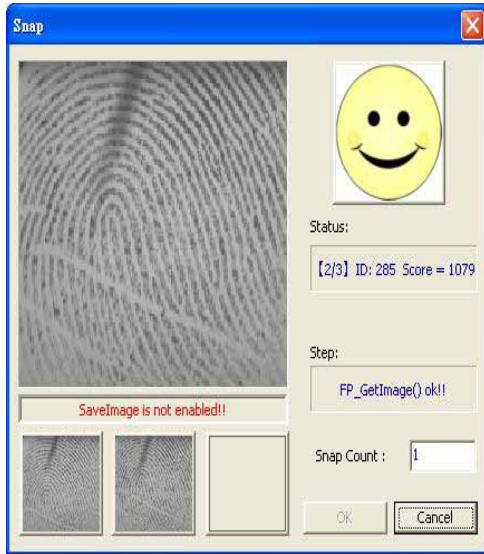 Snap
Status:
【2/3】ID: 285 Score = 1079
Step:
FP_GetImage() ok!!
SaveImage is not enabled!!
Snap Count :
1
OK
Cancel